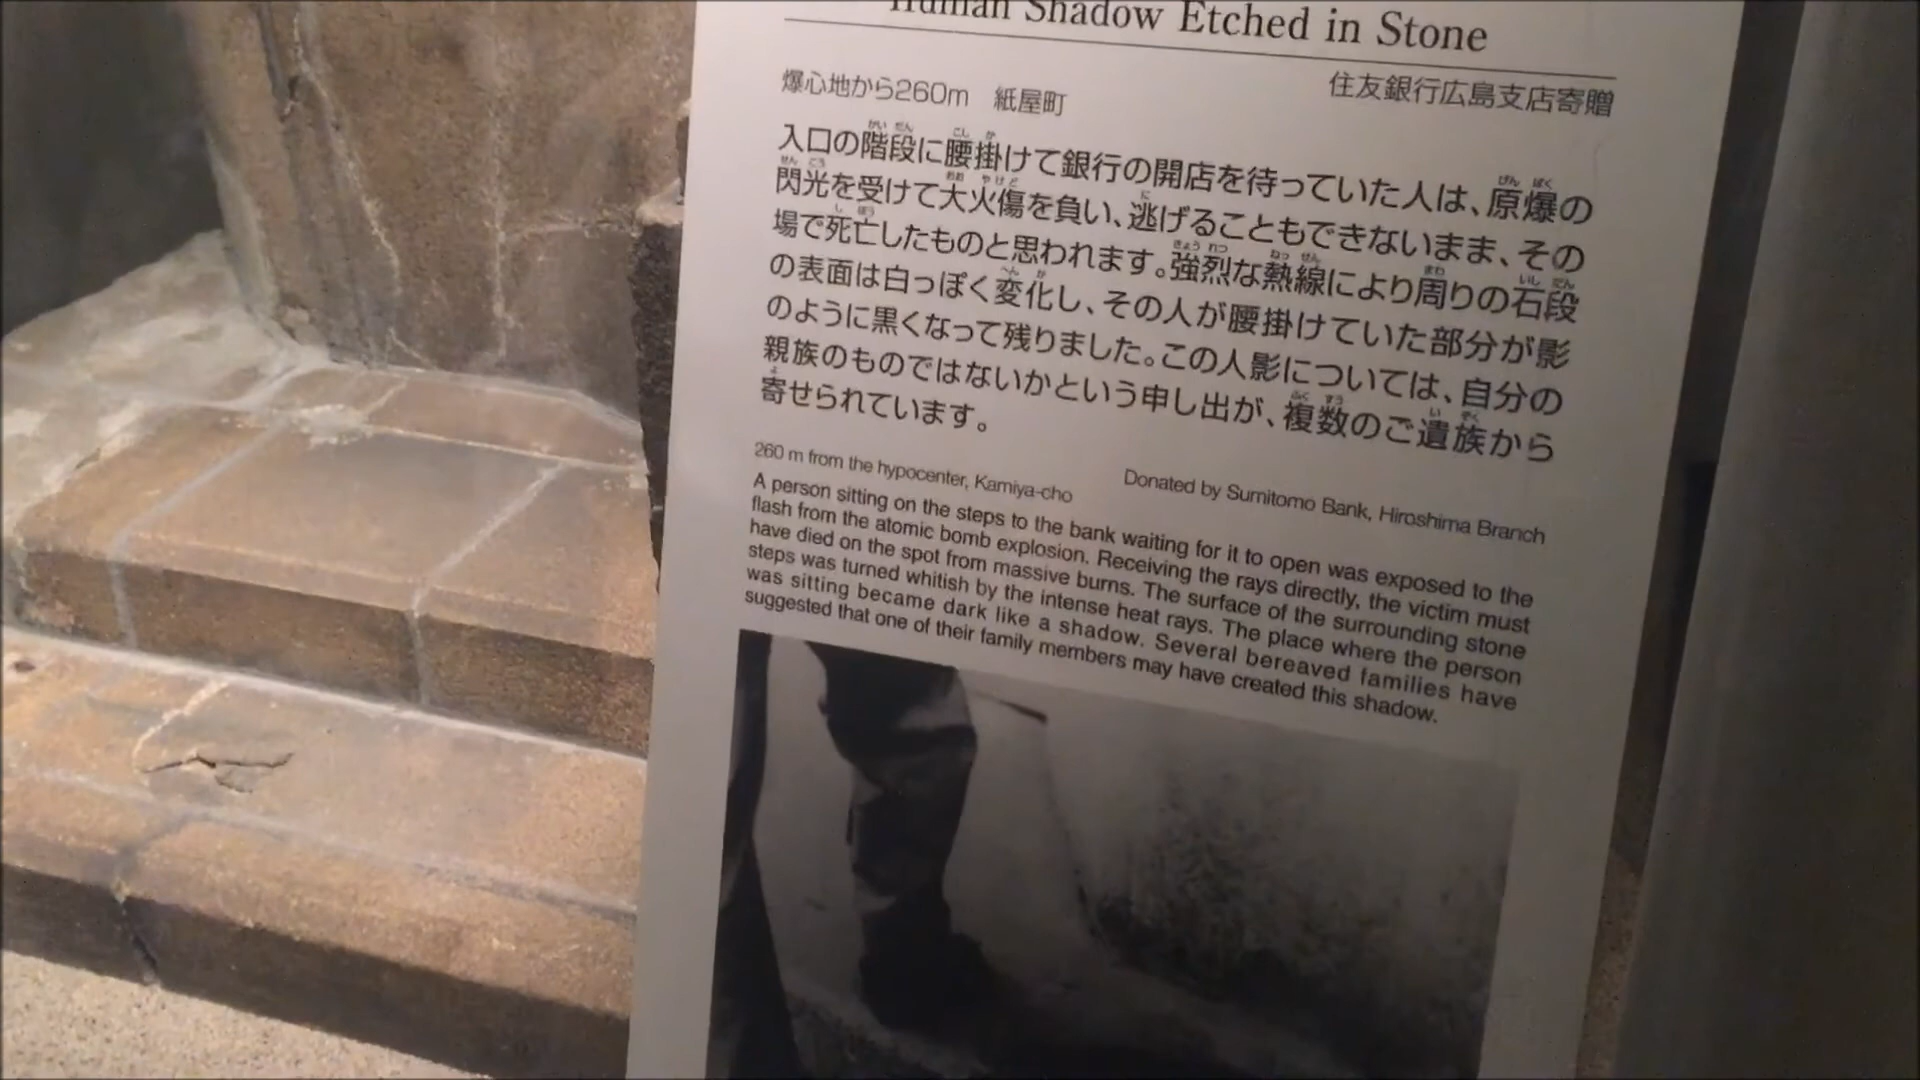 Human Shadow Etched in Stone
爆心地から260m 紙屋町
住友銀行広島支店寄贈
入口の階段に腰掛けて銀行の開店を待っていた人は、原爆の
閃光を受けて大火傷を負い、逃げることもできないまま、その
場で死亡したものと思われます。強烈な熱線により周りの石段
の表面は白っぽく変化し、その人が腰掛けていた部分が影
のように黒くなって残りました。この人影については、自分の
親族のものではないかという申し出が、複数のご遺族から
寄せられています。
260 m from the hypocenter, Kamiya-cho
Donated by Sumitomo Bank, Hiroshima Branch
A person sitting on the steps to the bank waiting for it to open was exposed to the
flash from the atomic bomb explosion. Receiving the rays directly, the victim must
have died on the spot from massive burns. The surface of the surrounding stone
steps was turned whitish by the intense heat rays. The place where the person
was sitting became dark like a shadow. Several bereaved families have
suggested that one of their family members may have created this shadow.